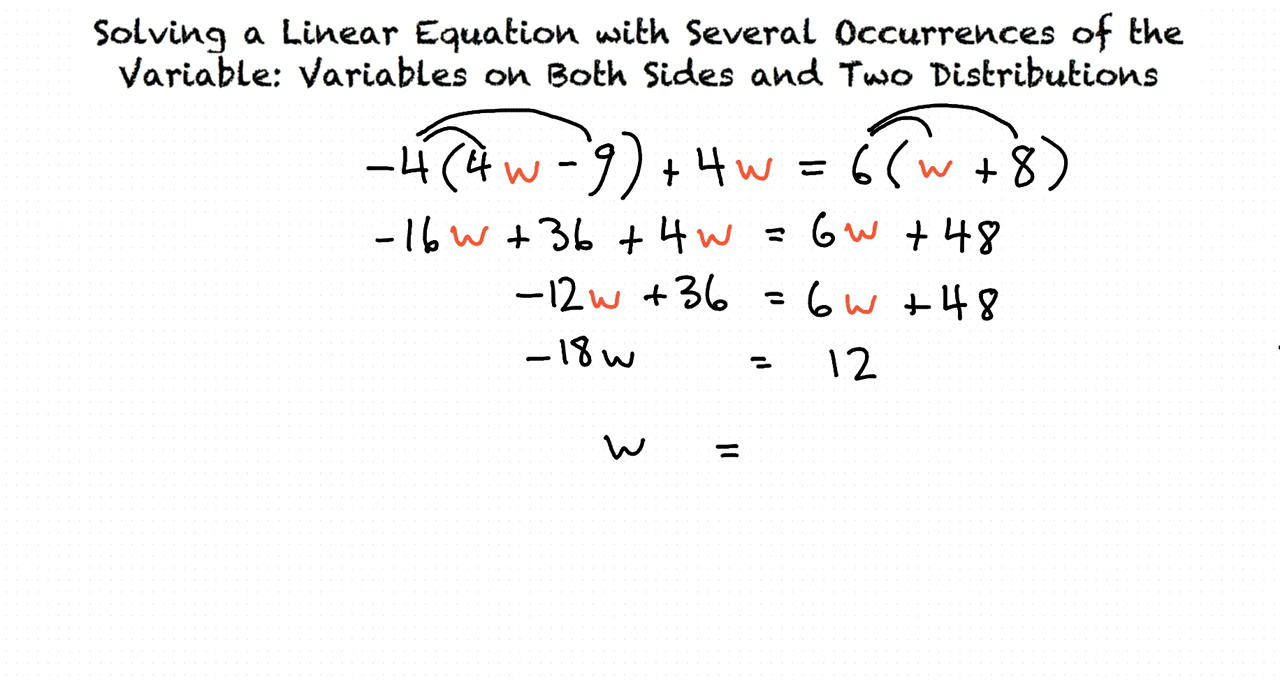 Solving a Linear Equation with Several Occurrences of the
Variable: Variables on Both Sides and Two Distributions
-4(4w - 9) + 4w = 6(w + 8)
-16w + 36 + 4w = 6w + 48
-12w + 36 = 6w + 48
-18w = 12
w =